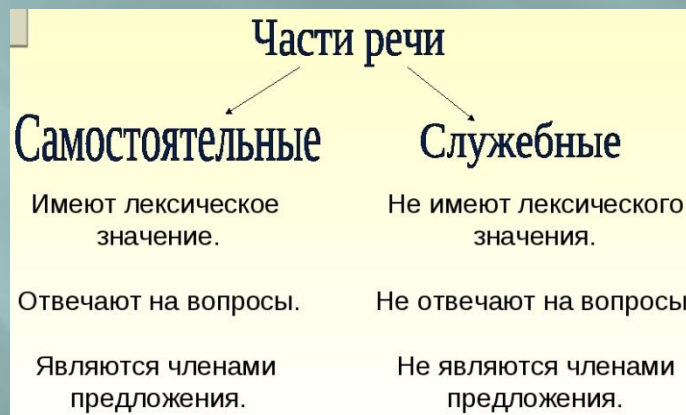 Части речи
Самостоятельные
Служебные
Имеют лексическое
значение.
Не имеют лексического
значения.
Отвечают на вопросы.
Не отвечают на вопросы
Являются членами
предложения.
Не являются членами
предложения.